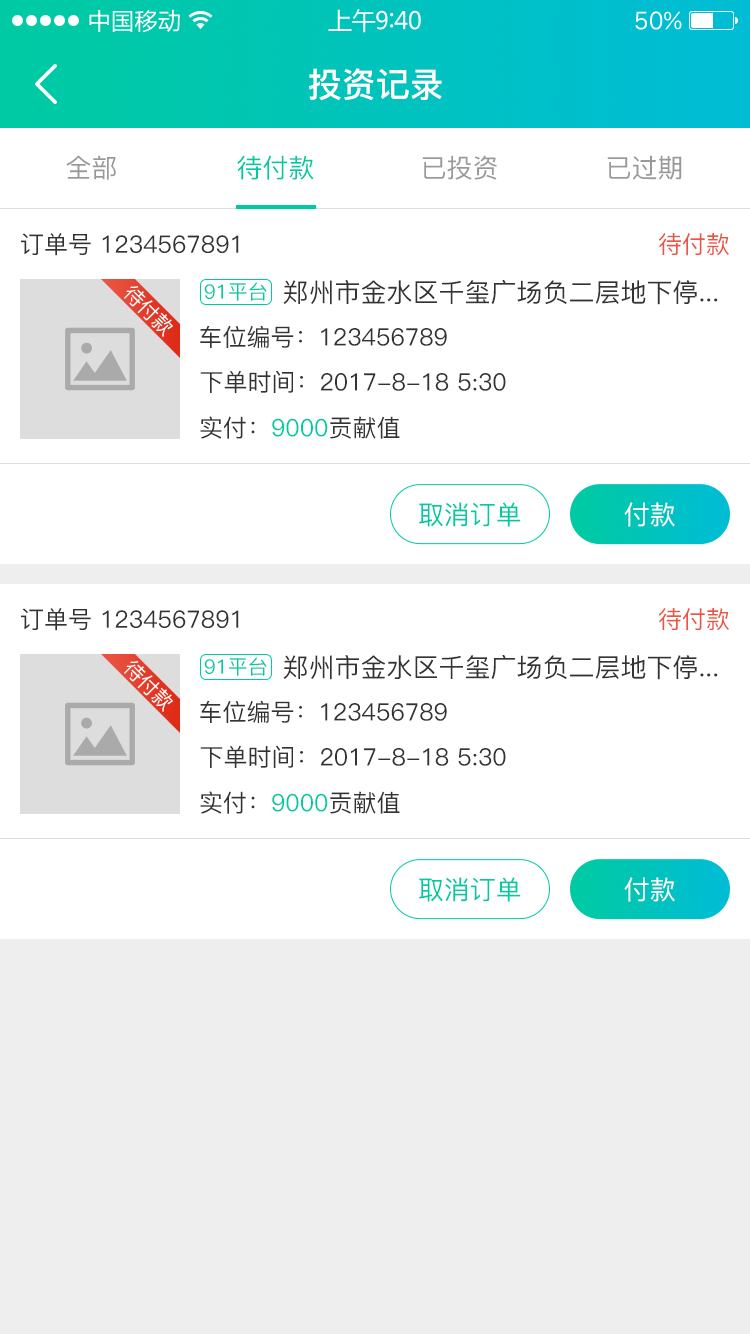 中国移动 上午9:40 50%
投资记录
全部 待付款 已投资 已过期
订单号 1234567891 待付款
待付款
91平台 郑州市金水区千玺广场负二层地下停...
车位编号：123456789
下单时间：2017-8-18 5:30
实付：9000贡献值
取消订单 付款
订单号 1234567891 待付款
待付款
91平台 郑州市金水区千玺广场负二层地下停...
车位编号：123456789
下单时间：2017-8-18 5:30
实付：9000贡献值
取消订单 付款